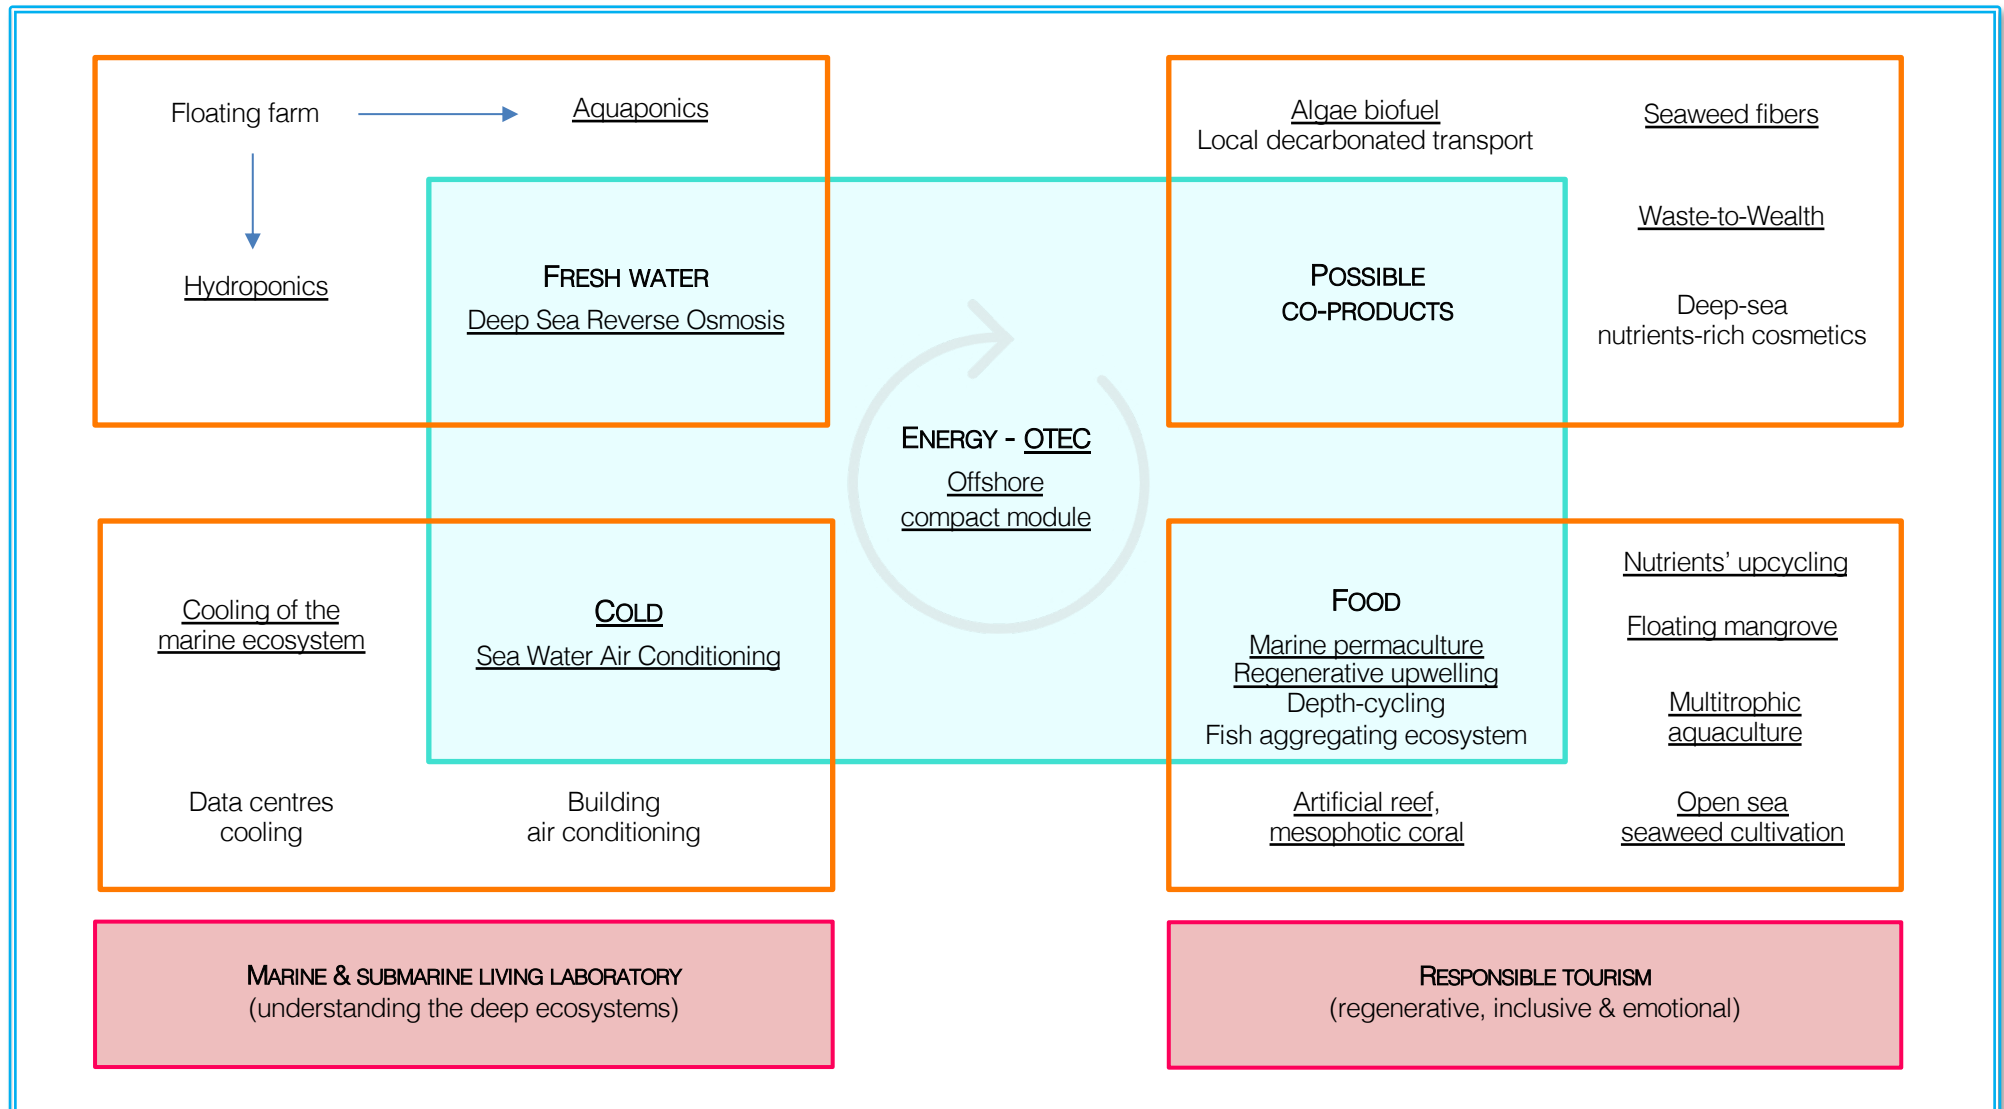 Floating farm
Aquaponics
Hydroponics
FRESH WATER
Deep Sea Reverse Osmosis
Algae biofuel
Local decarbonated transport
Seaweed fibers
Waste-to-Wealth
POSSIBLE
CO-PRODUCTS
Deep-sea
nutrients-rich cosmetics
ENERGY - OTEC
Offshore
compact module
Cooling of the
marine ecosystem
COLD
Sea Water Air Conditioning
Data centres
cooling
Building
air conditioning
FOOD
Marine permaculture
Regenerative upwelling
Depth-cycling
Fish aggregating ecosystem
Nutrients’ upcycling
Floating mangrove
Multitrophic
aquaculture
Artificial reef,
mesophotic coral
Open sea
seaweed cultivation
MARINE & SUBMARINE LIVING LABORATORY
(understanding the deep ecosystems)
RESPONSIBLE TOURISM
(regenerative, inclusive & emotional)